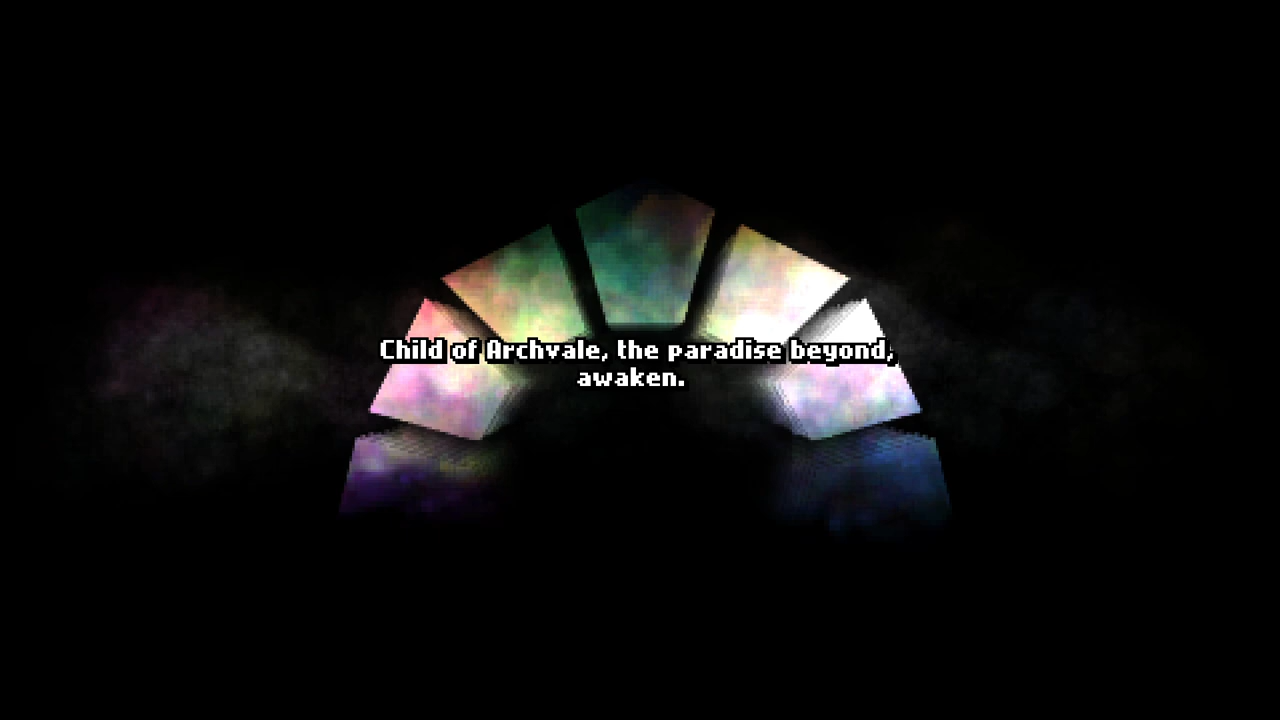 Child of Archvale, the paradise beyond,
awaken.